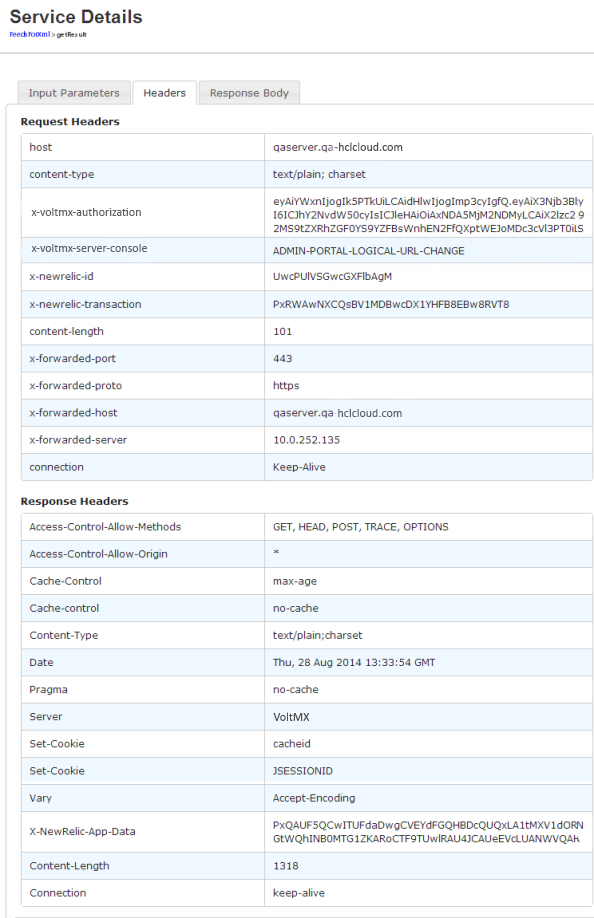 Service Details
FeedsForXml > getResult
Input Parameters
Headers
Response Body
Request Headers
host qaserver.qa-hclcloud.com
content-type text/plain; charset
x-voltmx-authorization eyAiYWxnIjogIk5PTkUiLCAidHlwIjogImp3cyIgfQ.eyAiX3Njb3BlIj
I6ICJhY2NvdW50cyIsICJleHAiOiAxNDA5MjM2NDMyLCAiX2lzc2 92
92MS9tZXRhZGF0YS9YZFBsWnhEN2FfQXptWEJoMDc3cVl3PT0iLS
x-voltmx-server-console ADMIN-PORTAL-LOGICAL-URL-CHANGE
x-newrelic-id UwcPUlVSGwcGXFlbAgM
x-newrelic-transaction PxRWAwNXCQsBV1MDBwcDX1YHFB8EBw8RVT8
content-length 101
x-forwarded-port 443
x-forwarded-proto https
x-forwarded-host qaserver.qa-hclcloud.com
x-forwarded-server 10.0.252.135
connection Keep-Alive
Response Headers
Access-Control-Allow-Methods GET, HEAD, POST, TRACE, OPTIONS
Access-Control-Allow-Origin *
Cache-Control max-age
Cache-control no-cache
Content-Type text/plain;charset
Date Thu, 28 Aug 2014 13:33:54 GMT
Pragma no-cache
Server VoltMX
Set-Cookie cacheid
Set-Cookie JSESSIONID
Vary Accept-Encoding
X-NewRelic-App-Data PxQAUF5QCwITUFdaDwgCVEYdFGQHBDcQUQxLA1tMXV1dORN
GtWQhINB0MTG1ZKARoCTF9TUwlRAU4JCAUeEVcLUANWVQAK
Content-Length 1318
Connection keep-alive